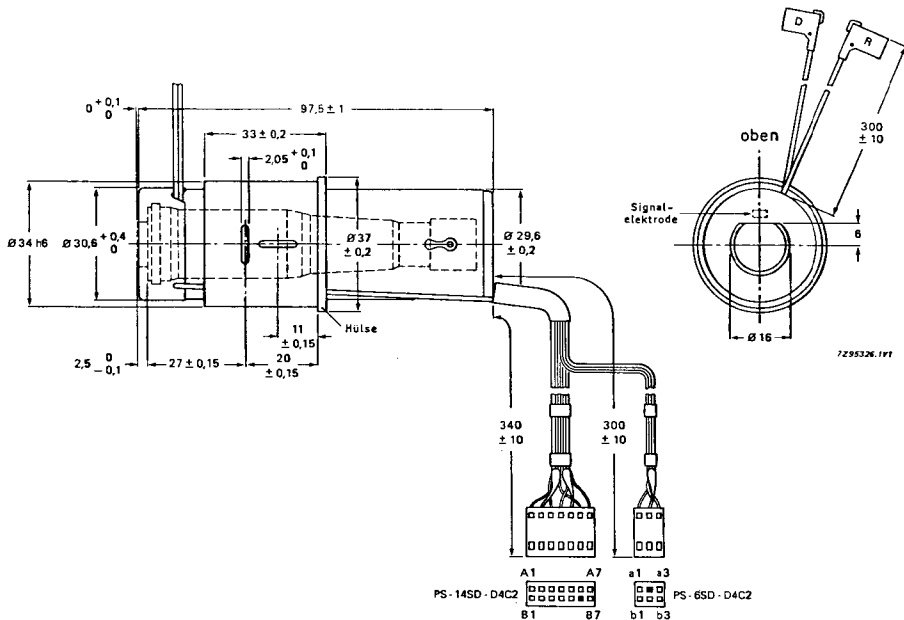 D
R
0 +0,1 0
97,5 ± 1
33 ± 0,2
2,05 +0,1 0
oben
300 ± 10
Signal-
elektrode
6
Ø 34 h6
Ø 30,6 +0,4 0
Ø 37 ± 0,2
Ø 29,6 ± 0,2
Hülse
11 ± 0,15
2,5 0 −0,1
27 ± 0,15
20 ± 0,15
Ø 16
7Z95326.1Y1
340 ± 10
300 ± 10
A1 A7
a1 a3
PS - 14SD - D4C2
PS - 6SD - D4C2
B1 B7
b1 b3